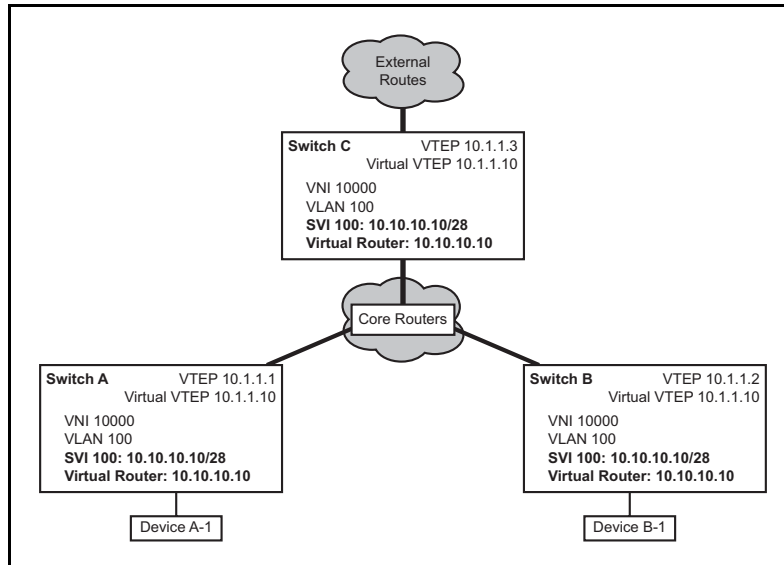 External
Routes
Switch C VTEP 10.1.1.3
Virtual VTEP 10.1.1.10
VNI 10000
VLAN 100
SVI 100: 10.10.10.10/28
Virtual Router: 10.10.10.10
Core Routers
Switch A VTEP 10.1.1.1
Virtual VTEP 10.1.1.10
VNI 10000
VLAN 100
SVI 100: 10.10.10.10/28
Virtual Router: 10.10.10.10
Device A-1
Switch B VTEP 10.1.1.2
Virtual VTEP 10.1.1.10
VNI 10000
VLAN 100
SVI 100: 10.10.10.10/28
Virtual Router: 10.10.10.10
Device B-1